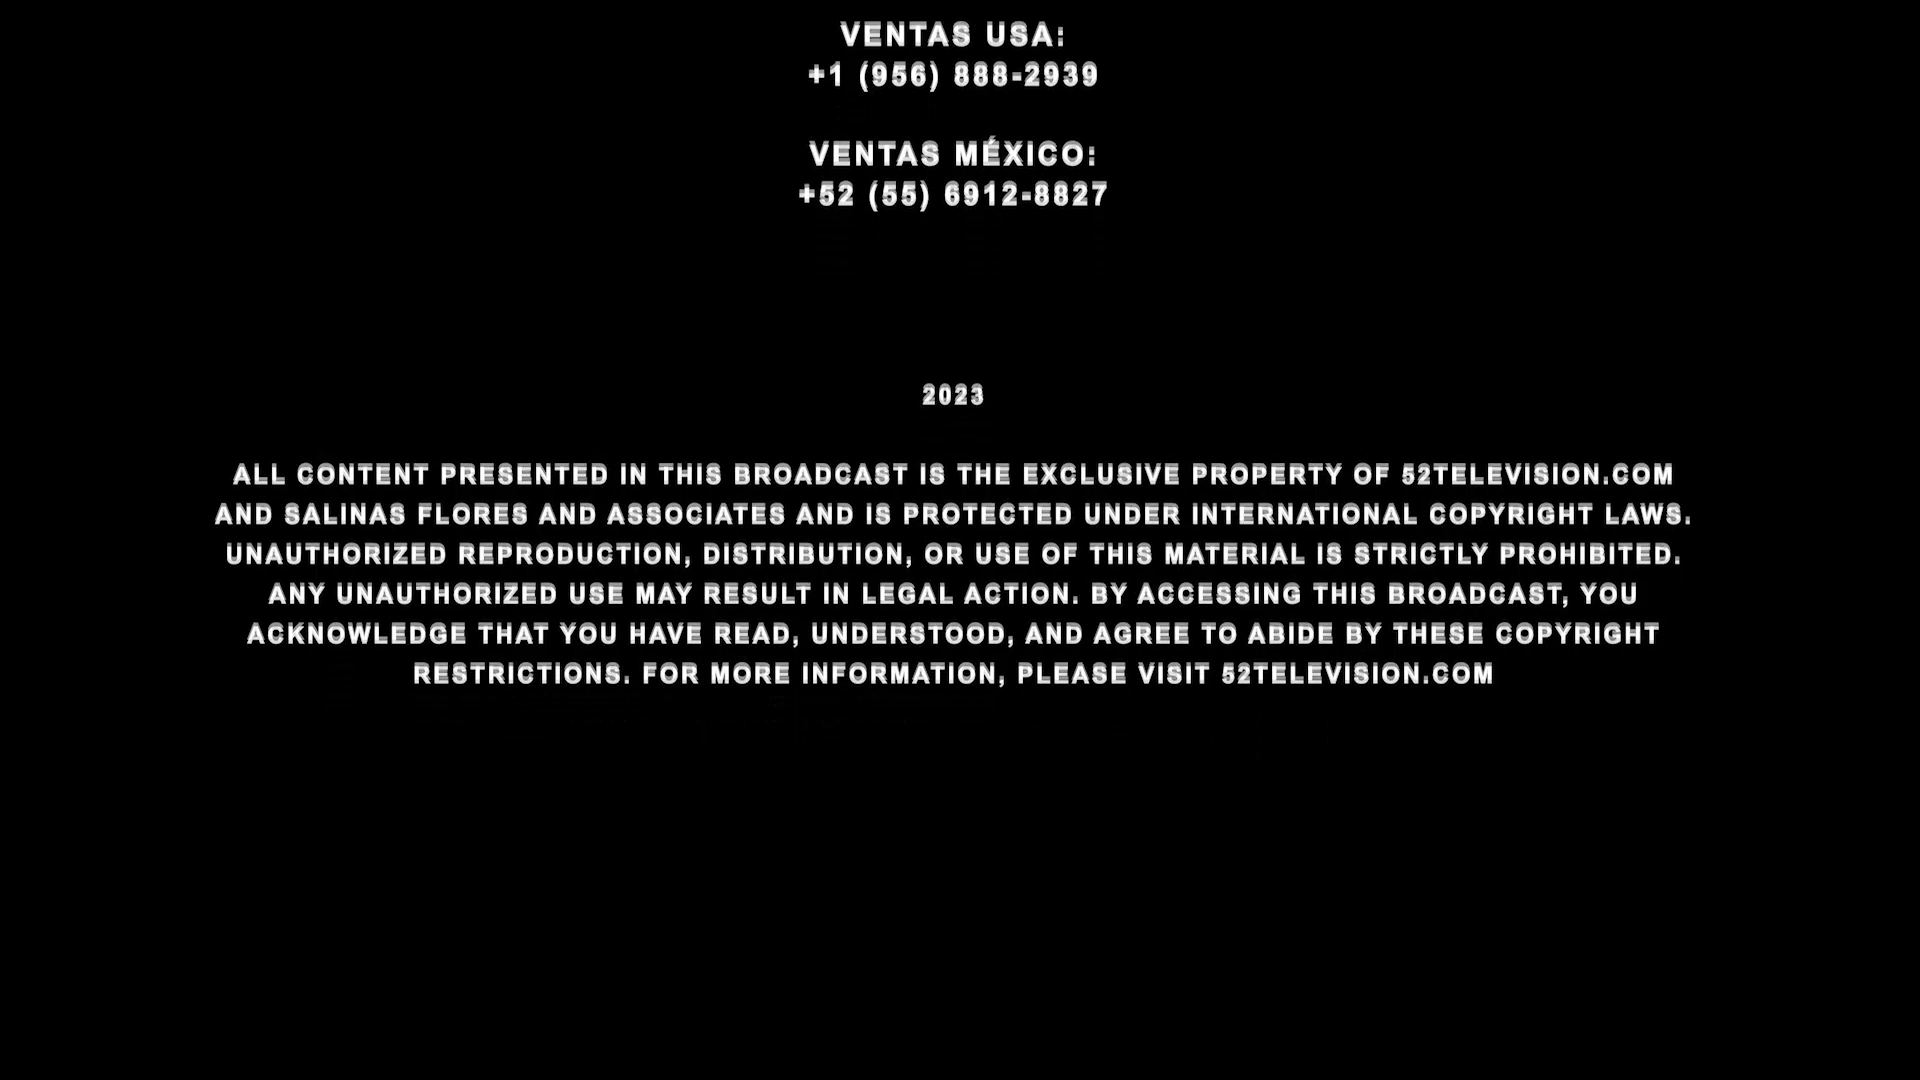 VENTAS USA:
+1 (956) 888-2939
VENTAS MÉXICO:
+52 (55) 6912-8827
2023
ALL CONTENT PRESENTED IN THIS BROADCAST IS THE EXCLUSIVE PROPERTY OF 52TELEVISION.COM
AND SALINAS FLORES AND ASSOCIATES AND IS PROTECTED UNDER INTERNATIONAL COPYRIGHT LAWS.
UNAUTHORIZED REPRODUCTION, DISTRIBUTION, OR USE OF THIS MATERIAL IS STRICTLY PROHIBITED.
ANY UNAUTHORIZED USE MAY RESULT IN LEGAL ACTION. BY ACCESSING THIS BROADCAST, YOU
ACKNOWLEDGE THAT YOU HAVE READ, UNDERSTOOD, AND AGREE TO ABIDE BY THESE COPYRIGHT
RESTRICTIONS. FOR MORE INFORMATION, PLEASE VISIT 52TELEVISION.COM